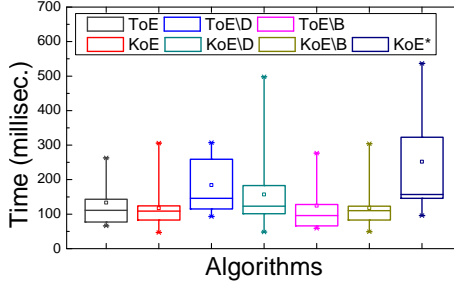 700
600
500
400
300
200
100
0
Time (millisec.)
ToE ToE\D ToE\B
KoE KoE\D KoE\B KoE*
Algorithms